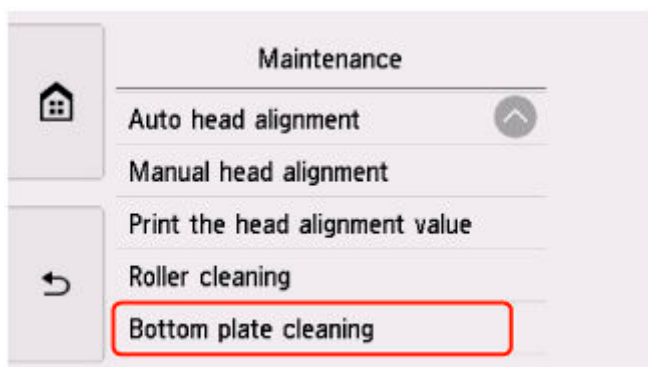 Maintenance
Auto head alignment
Manual head alignment
Print the head alignment value
Roller cleaning
Bottom plate cleaning